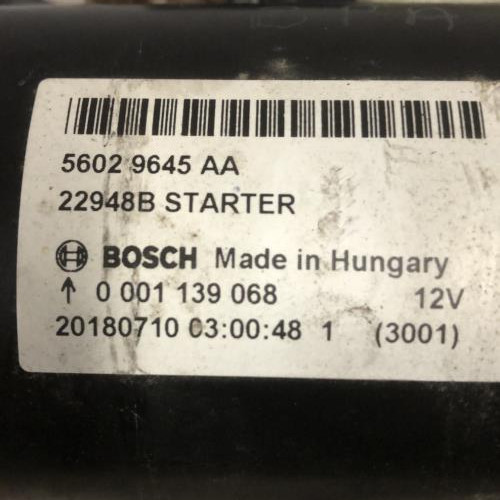 5602 9645 AA
22948B STARTER
BOSCH Made in Hungary
↑ 0 001 139 068 12V
20180710 03:00:48 1 (3001)